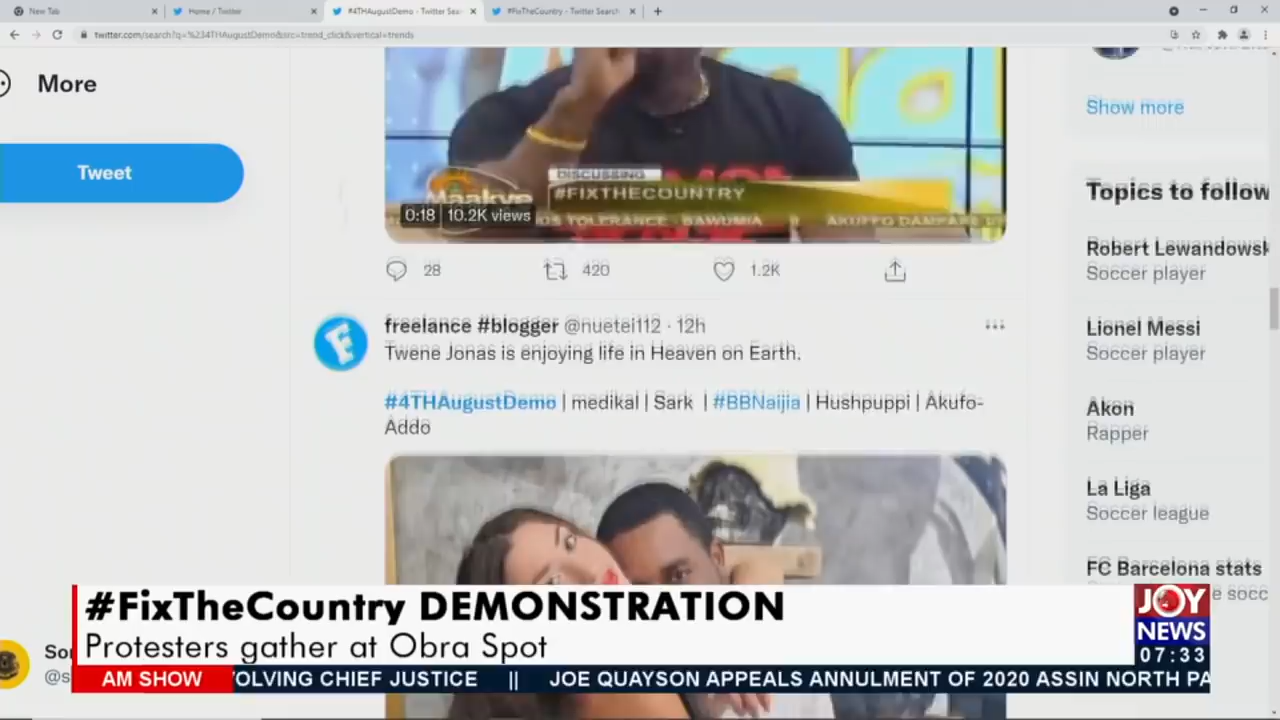 New Tab
Home / Twitter
#4THAugustDemo - Twitter Sea
#FixTheCountry - Twitter Search
twitter.com/search?q=%234THAugustDemo&src=trend_click&vertical=trends
More
Tweet
DISCUSSING
#FIXTHECOUNTRY
Maakye
US TOLERANCE - BAWUMIA
AKUFFO DAMPARE
0:18 10.2K views
28 420 1.2K
freelance #blogger @nuetei112 · 12h
Twene Jonas is enjoying life in Heaven on Earth.
#4THAugustDemo | medikal | Sark | #BBNaijia | Hushpuppi | Akufo-
Addo
Show more
Topics to follow
Robert Lewandowsk
Soccer player
Lionel Messi
Soccer player
Akon
Rapper
La Liga
Soccer league
FC Barcelona stats
e socc
#FixTheCountry DEMONSTRATION
Protesters gather at Obra Spot
JOY
NEWS
07:33
AM SHOW
OLVING CHIEF JUSTICE || JOE QUAYSON APPEALS ANNULMENT OF 2020 ASSIN NORTH PA